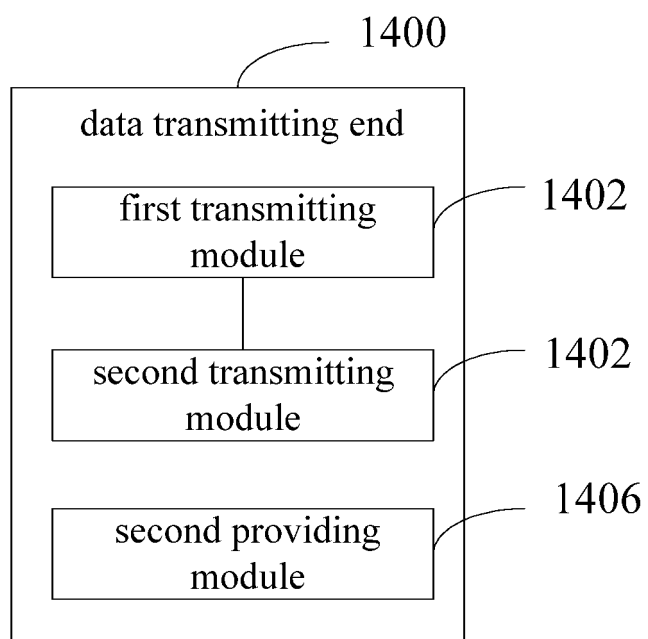 1400
data transmitting end
first transmitting
module
1402
second transmitting
module
1402
second providing
module
1406